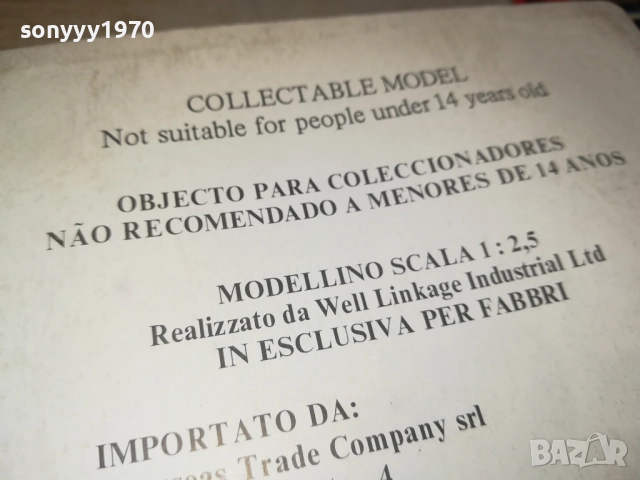 sonyyy1970
COLLECTABLE MODEL
Not suitable for people under 14 years old
OBJECTO PARA COLECCIONADORES
NÃO RECOMENDADO A MENORES DE 14 ANOS
MODELLINO SCALA 1 : 2,5
Realizzato da Well Linkage Industrial Ltd
IN ESCLUSIVA PER FABBRI
IMPORTATO DA:
Trade Company srl
4
BAZAR